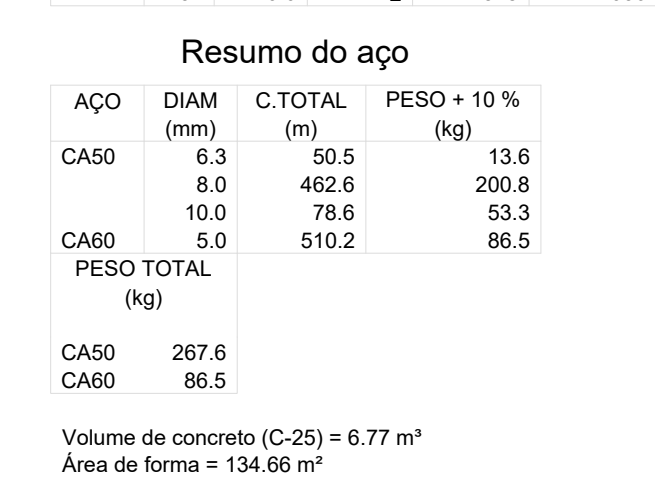 Resumo do aço
AÇO DIAM C.TOTAL PESO + 10 %
(mm) (m) (kg)
CA50 6.3 50.5 13.6
8.0 462.6 200.8
10.0 78.6 53.3
CA60 5.0 510.2 86.5
PESO TOTAL
(kg)
CA50 267.6
CA60 86.5
Volume de concreto (C-25) = 6.77 m³
Área de forma = 134.66 m²